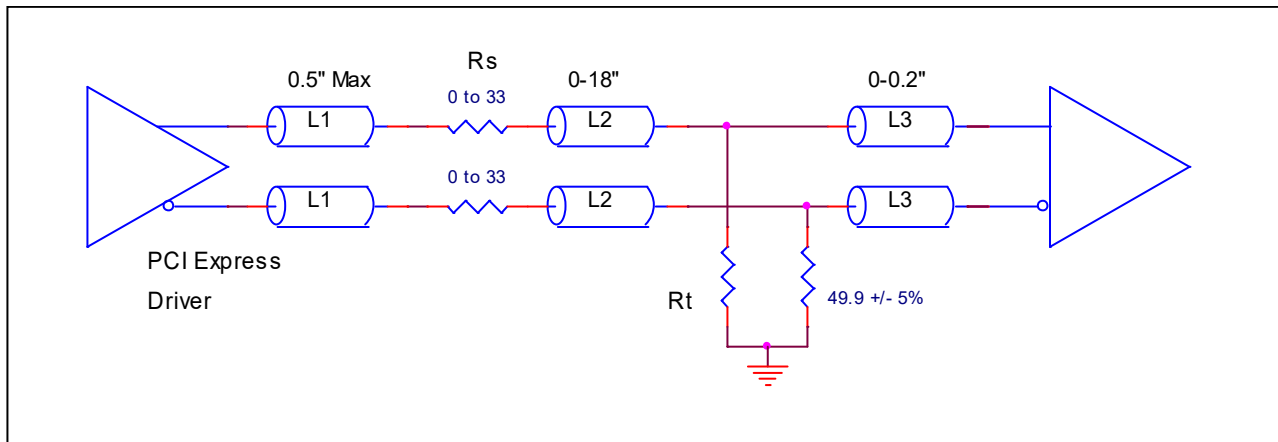 Rs
0.5" Max
0-18"
0-0.2"
0 to 33
L1
L2
L3
0 to 33
L1
L2
L3
PCI Express
Driver
Rt
49.9 +/- 5%